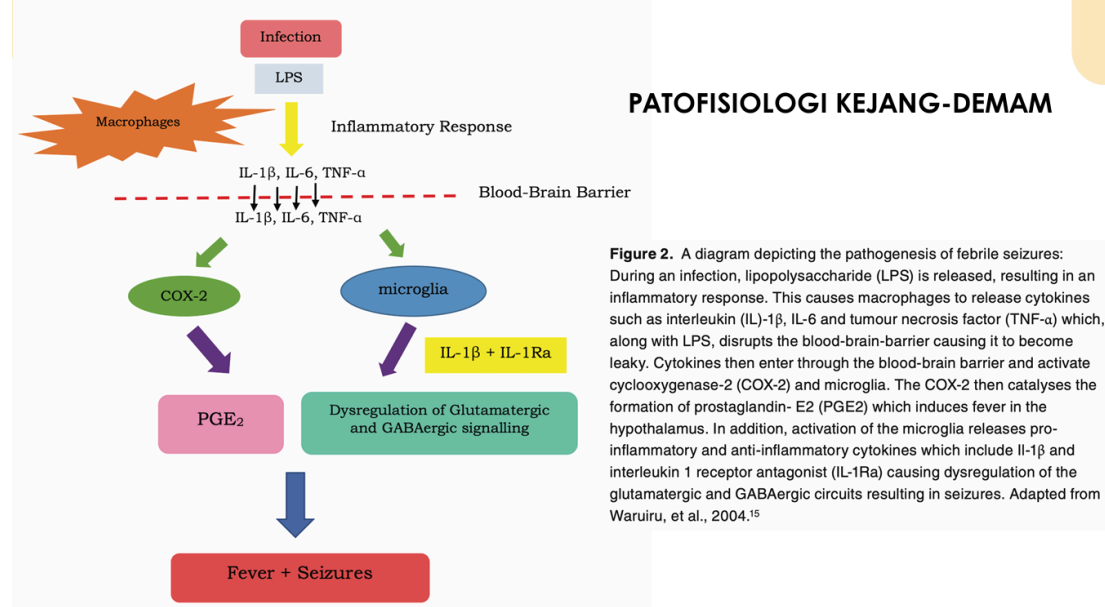 PATOFISIOLOGI KEJANG-DEMAM
Infection
LPS
Macrophages
Inflammatory Response
IL-1β, IL-6, TNF-α
Blood-Brain Barrier
IL-1β, IL-6, TNF-α
COX-2
microglia
IL-1β + IL-1Ra
PGE₂
Dysregulation of Glutamatergic
and GABAergic signalling
Fever + Seizures
Figure 2. A diagram depicting the pathogenesis of febrile seizures:
During an infection, lipopolysaccharide (LPS) is released, resulting in an
inflammatory response. This causes macrophages to release cytokines
such as interleukin (IL)-1β, IL-6 and tumour necrosis factor (TNF-α) which,
along with LPS, disrupts the blood-brain-barrier causing it to become
leaky. Cytokines then enter through the blood-brain barrier and activate
cyclooxygenase-2 (COX-2) and microglia. The COX-2 then catalyses the
formation of prostaglandin- E2 (PGE2) which induces fever in the
hypothalamus. In addition, activation of the microglia releases pro-
inflammatory and anti-inflammatory cytokines which include Il-1β and
interleukin 1 receptor antagonist (IL-1Ra) causing dysregulation of the
glutamatergic and GABAergic circuits resulting in seizures. Adapted from
Waruiru, et al., 2004.¹⁵